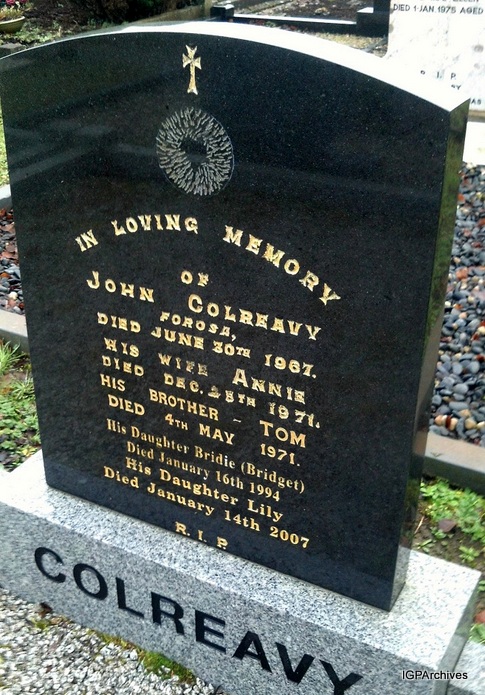 DIED 1 JAN 1975 AGED
R. I. P.
IN LOVING MEMORY
OF
JOHN COLREAVY
FOROSA,
DIED JUNE 30TH 1967.
HIS WIFE ANNIE
DIED DEC. 25TH 1971.
HIS BROTHER - TOM
DIED 4TH MAY 1971.
His Daughter Bridie (Bridget)
Died January 16th 1994
His Daughter Lily
Died January 14th 2007
R. I. P.
COLREAVY
IGPArchives